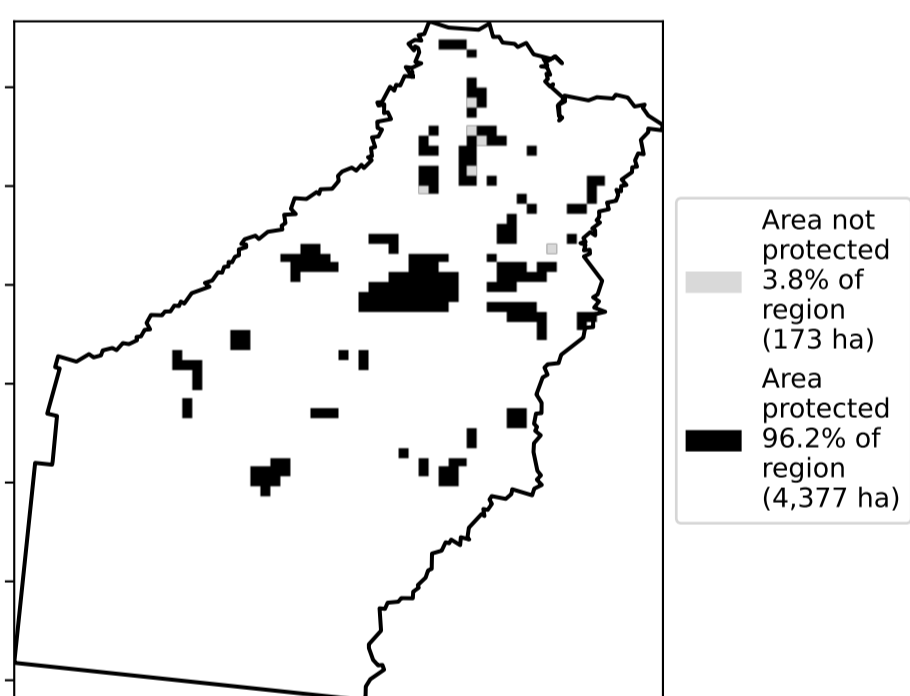 Area not
protected
3.8% of
region
(173 ha)
Area
protected
96.2% of
region
(4,377 ha)